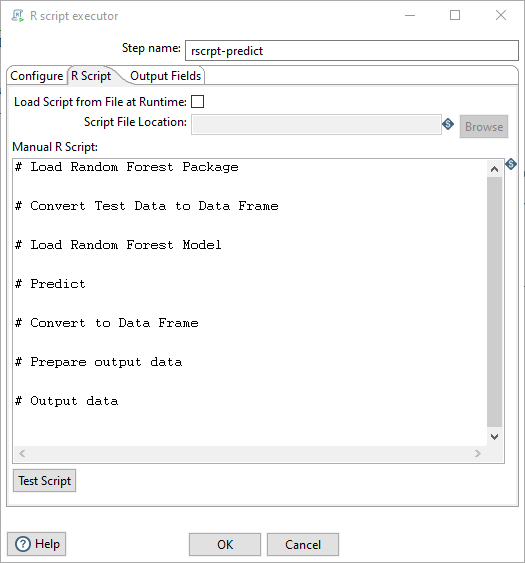 R script executor
Step name: rscrpt-predict
Configure R Script Output Fields
Load Script from File at Runtime:
Script File Location: Browse
Manual R Script:
# Load Random Forest Package
# Convert Test Data to Data Frame
# Load Random Forest Model
# Predict
# Convert to Data Frame
# Prepare output data
# Output data
Test Script
Help OK Cancel